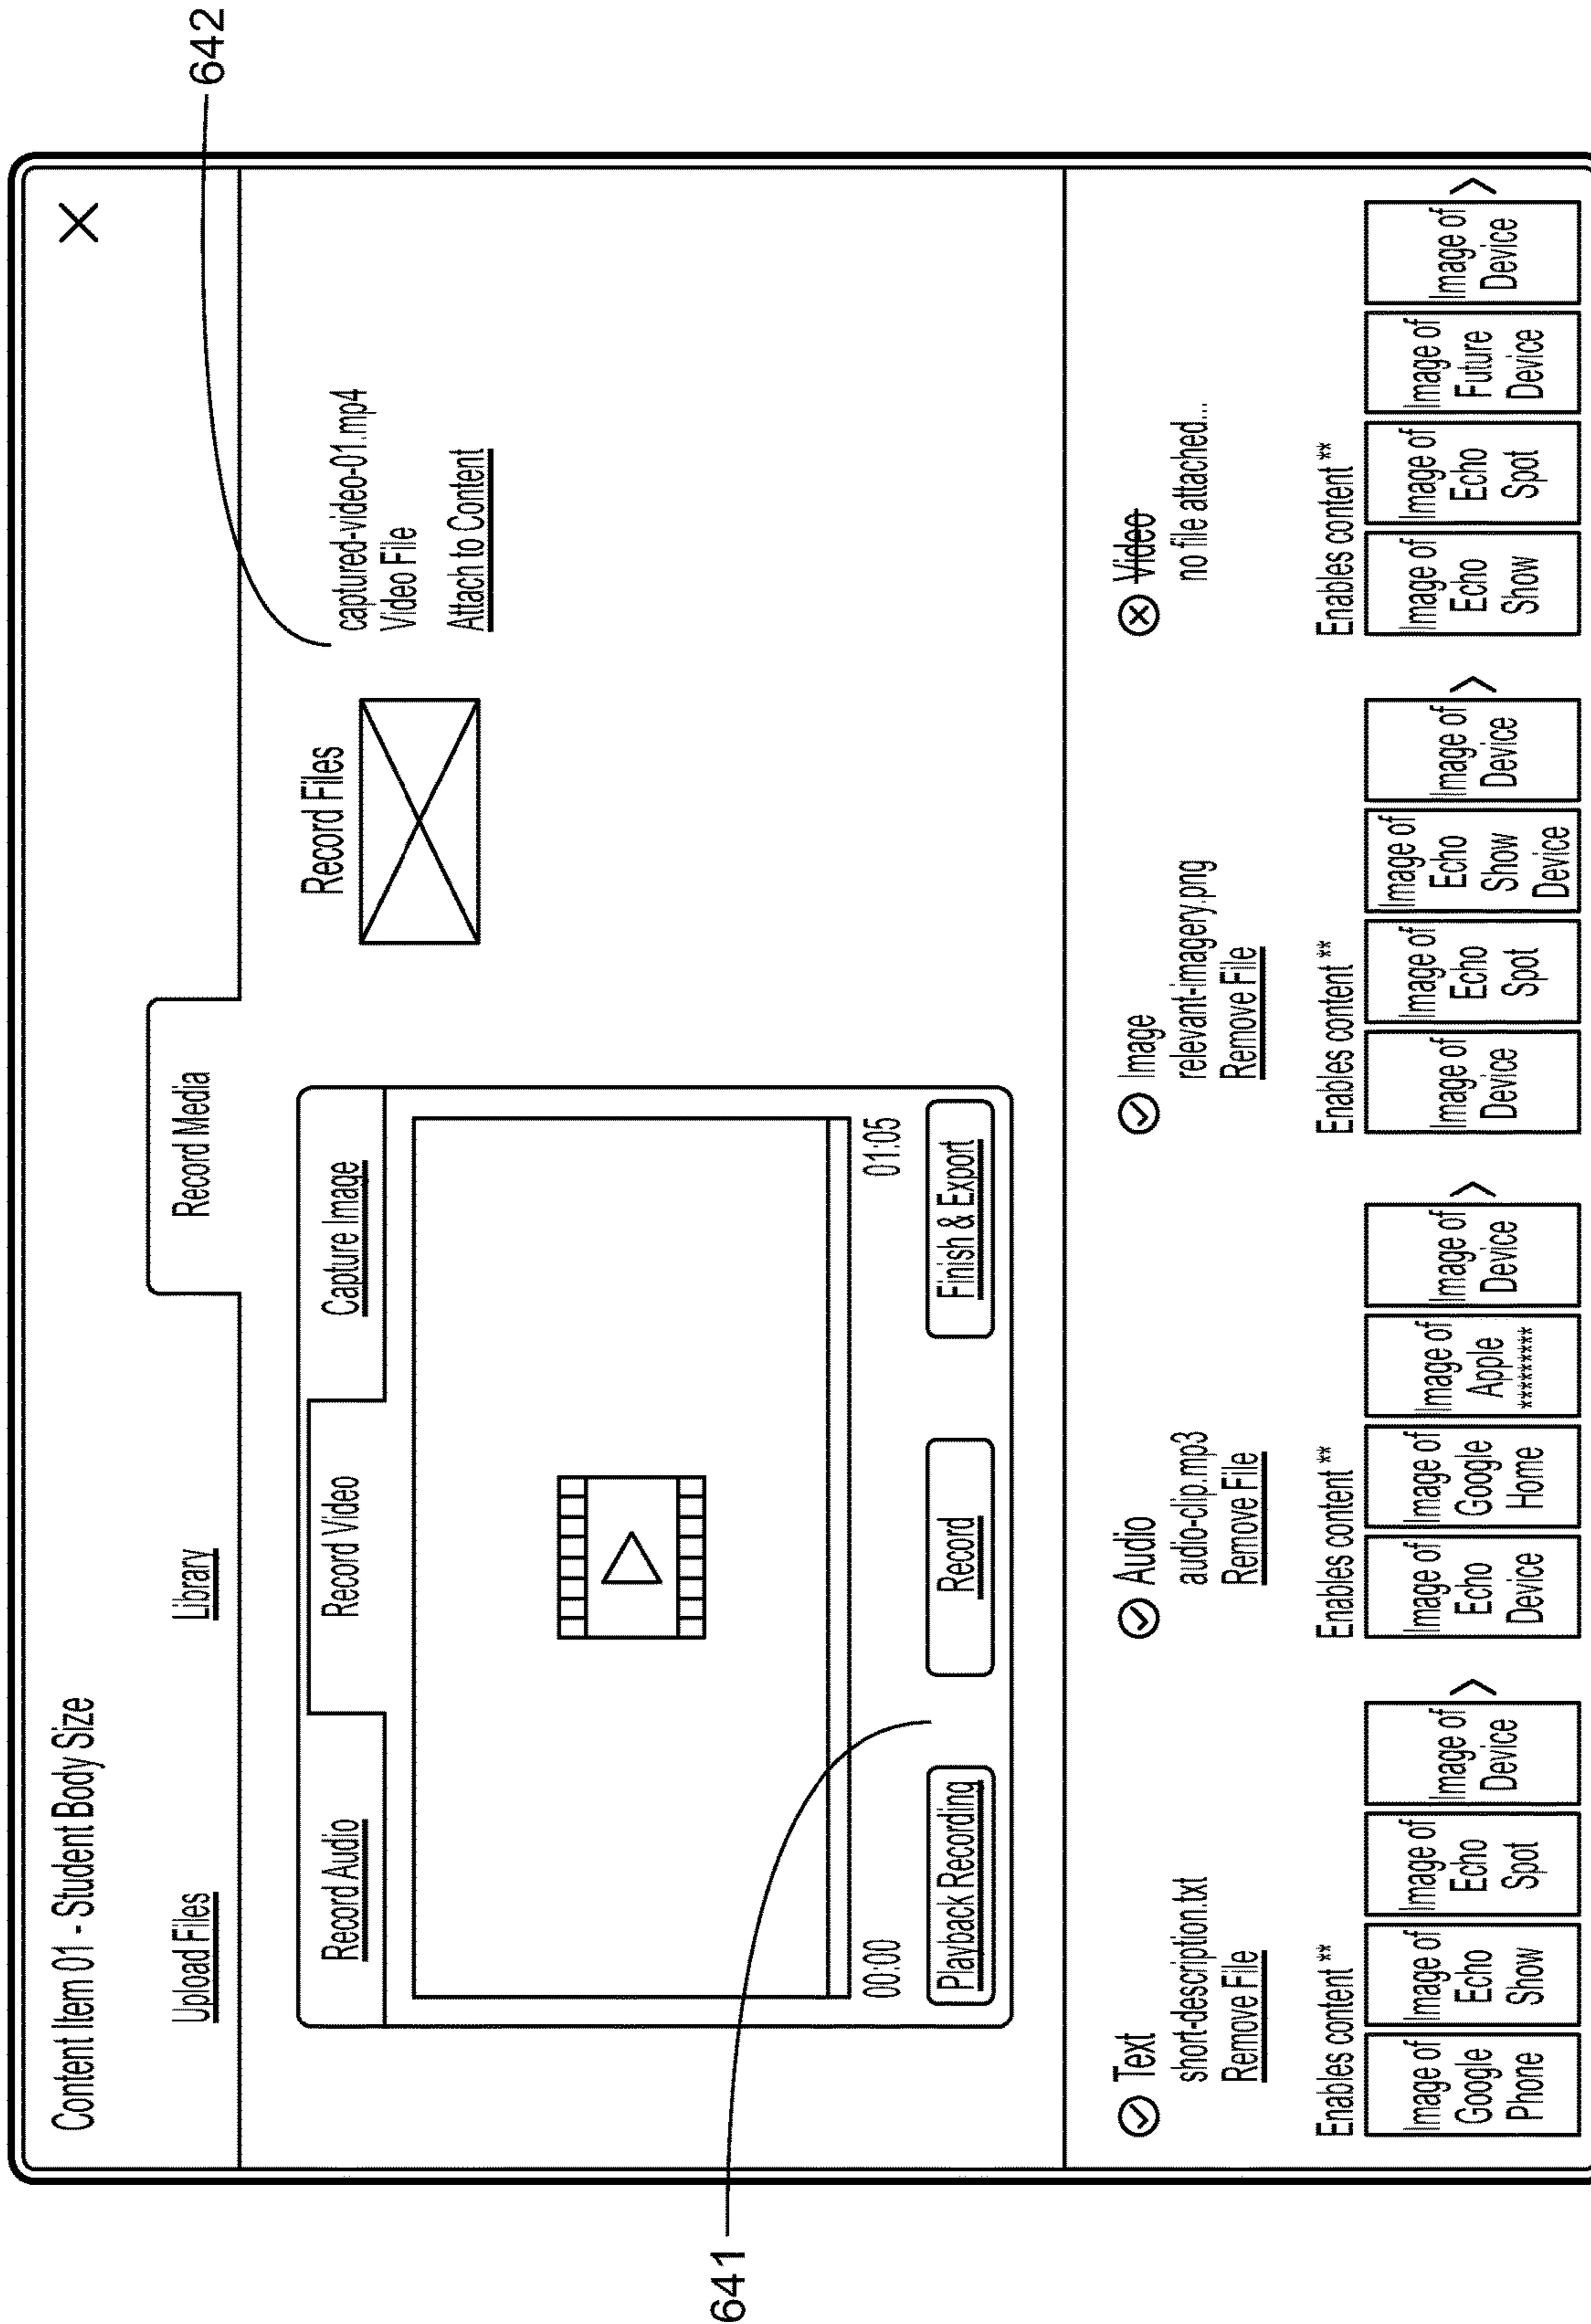 642
Content Item 01 - Student Body Size
Upload Files
Library
Record Media
Record Audio
Record Video
Capture Image
00:00
01:05
Playback Recording
Record
Finish & Export
641
Record Files
captured-video-01.mp4
Video File
Attach to Content
Text
short-description.txt
Remove File
Enables content **
Image of
Google
Phone
Image of
Echo
Show
Image of
Echo
Spot
Image of
Device
Audio
audio-clip.mp3
Remove File
Enables content **
Image of
Echo
Device
Image of
Google
Home
Image of
Apple
*********
Image of
Device
Image
relevant-imagery.png
Remove File
Enables content **
Image of
Device
Image of
Echo
Spot
Image of
Echo
Show
Device
Image of
Device
Video
no file attached...
Enables content **
Image of
Echo
Show
Image of
Echo
Spot
Image of
Future
Device
Image of
Device